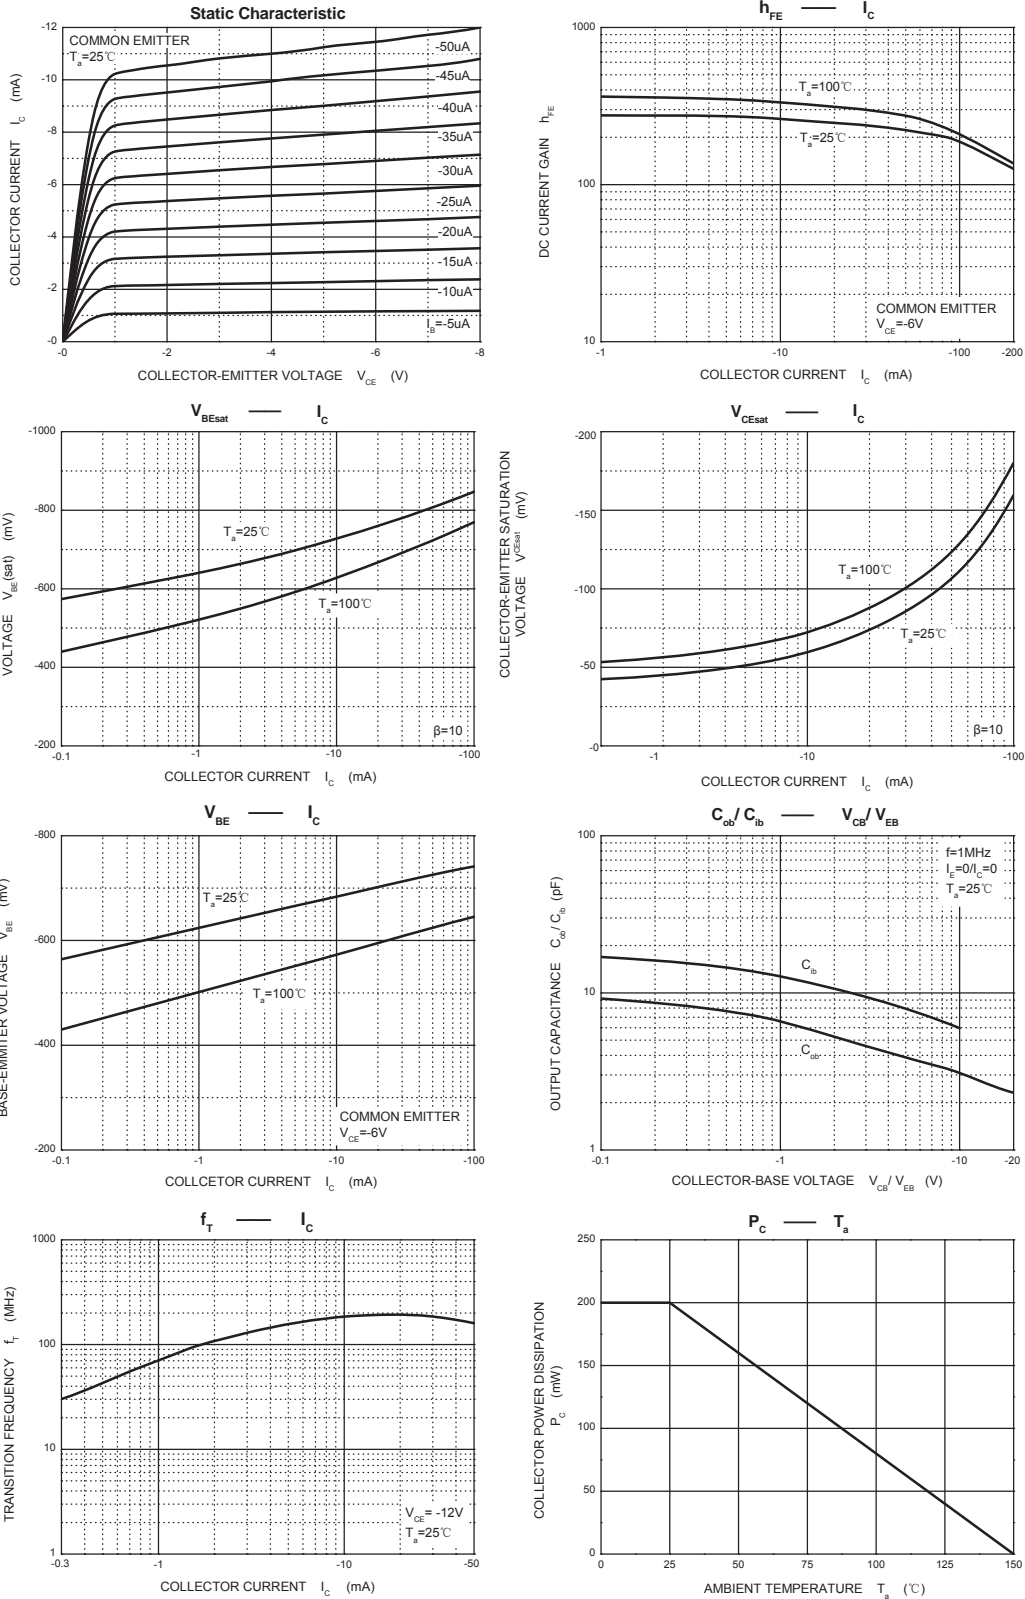 Static Characteristic
COMMON EMITTER
Ta=25℃
-12
-10
-8
-6
-4
-2
-0
-50uA
-45uA
-40uA
-35uA
-30uA
-25uA
-20uA
-15uA
-10uA
IB=-5uA
-0
-2
-4
-6
-8
COLLECTOR CURRENT IC (mA)
COLLECTOR-EMITTER VOLTAGE VCE (V)
hFE —— IC
1000
100
10
Ta=100℃
Ta=25℃
COMMON EMITTER
VCE=-6V
-1
-10
-100
-200
DC CURRENT GAIN hFE
COLLECTOR CURRENT IC (mA)
VBEsat —— IC
-1000
-800
-600
-400
-200
Ta=25℃
Ta=100℃
β=10
-0.1
-1
-10
-100
VOLTAGE VBE(sat) (mV)
COLLECTOR CURRENT IC (mA)
VCEsat —— IC
-200
-150
-100
-50
-0
Ta=100℃
Ta=25℃
β=10
-1
-10
-100
COLLECTOR-EMITTER SATURATION
VOLTAGE VCEsat (mV)
COLLECTOR CURRENT IC (mA)
VBE —— IC
-800
-600
-400
-200
Ta=25℃
Ta=100℃
COMMON EMITTER
VCE=-6V
-0.1
-1
-10
-100
BASE-EMMITER VOLTAGE VBE (mV)
COLLCETOR CURRENT IC (mA)
Cob/ Cib —— VCB/ VEB
100
10
1
f=1MHz
IE=0/IC=0
Ta=25℃
Cib
Cob
-0.1
-1
-10
-20
OUTPUT CAPACITANCE Cob/ Cib (pF)
COLLECTOR-BASE VOLTAGE VCB/ VEB (V)
fT —— IC
1000
100
10
1
VCE= -12V
Ta=25℃
-0.3
-1
-10
-50
TRANSITION FREQUENCY fT (MHz)
COLLECTOR CURRENT IC (mA)
PC —— Ta
250
200
150
100
50
0
0
25
50
75
100
125
150
COLLECTOR POWER DISSIPATION
PC (mW)
AMBIENT TEMPERATURE Ta (℃)